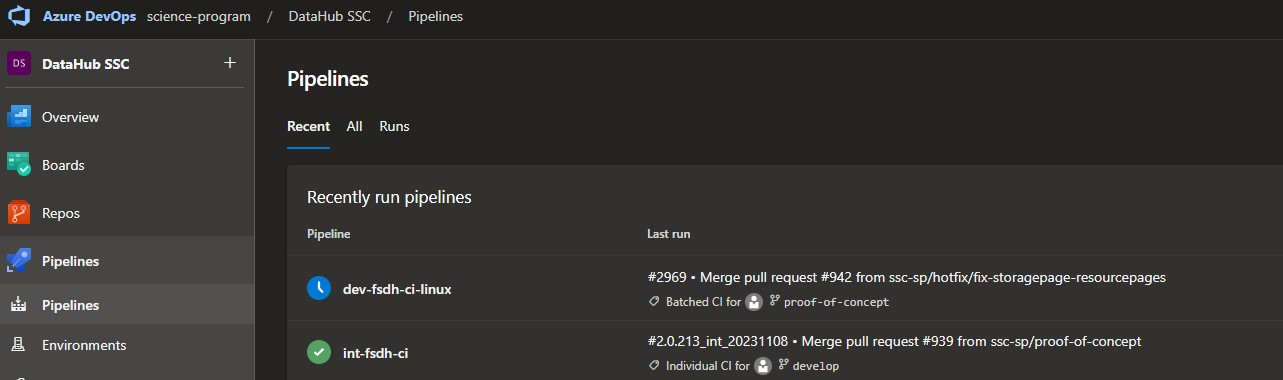 Azure DevOps science-program / DataHub SSC / Pipelines
DS DataHub SSC +
Overview
Boards
Repos
Pipelines
Pipelines
Environments
Pipelines
Recent All Runs
Recently run pipelines
Pipeline Last run
dev-fsdh-ci-linux
#2969 • Merge pull request #942 from ssc-sp/hotfix/fix-storagepage-resourcepages
Batched CI for proof-of-concept
int-fsdh-ci
#2.0.213_int_20231108 • Merge pull request #939 from ssc-sp/proof-of-concept
Individual CI for develop